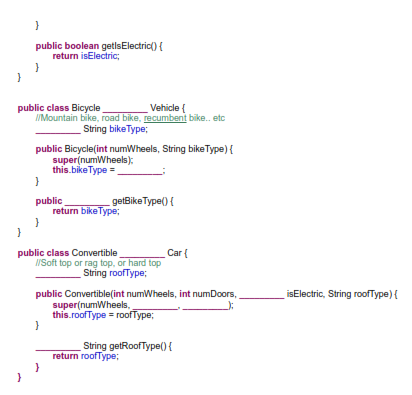 }
public boolean getIsElectric() {
return isElectric;
}
}
public class Bicycle _________ Vehicle {
//Mountain bike, road bike, recumbent bike.. etc
_________ String bikeType;
public Bicycle(int numWheels, String bikeType) {
super(numWheels);
this.bikeType = _________;
}
public _________ getBikeType() {
return bikeType;
}
}
public class Convertible _________ Car {
//Soft top or rag top, or hard top
_________ String roofType;
public Convertible(int numWheels, int numDoors, _________ isElectric, String roofType) {
super(numWheels, _________, _________);
this.roofType = roofType;
}
_________ String getRoofType() {
return roofType;
}
}